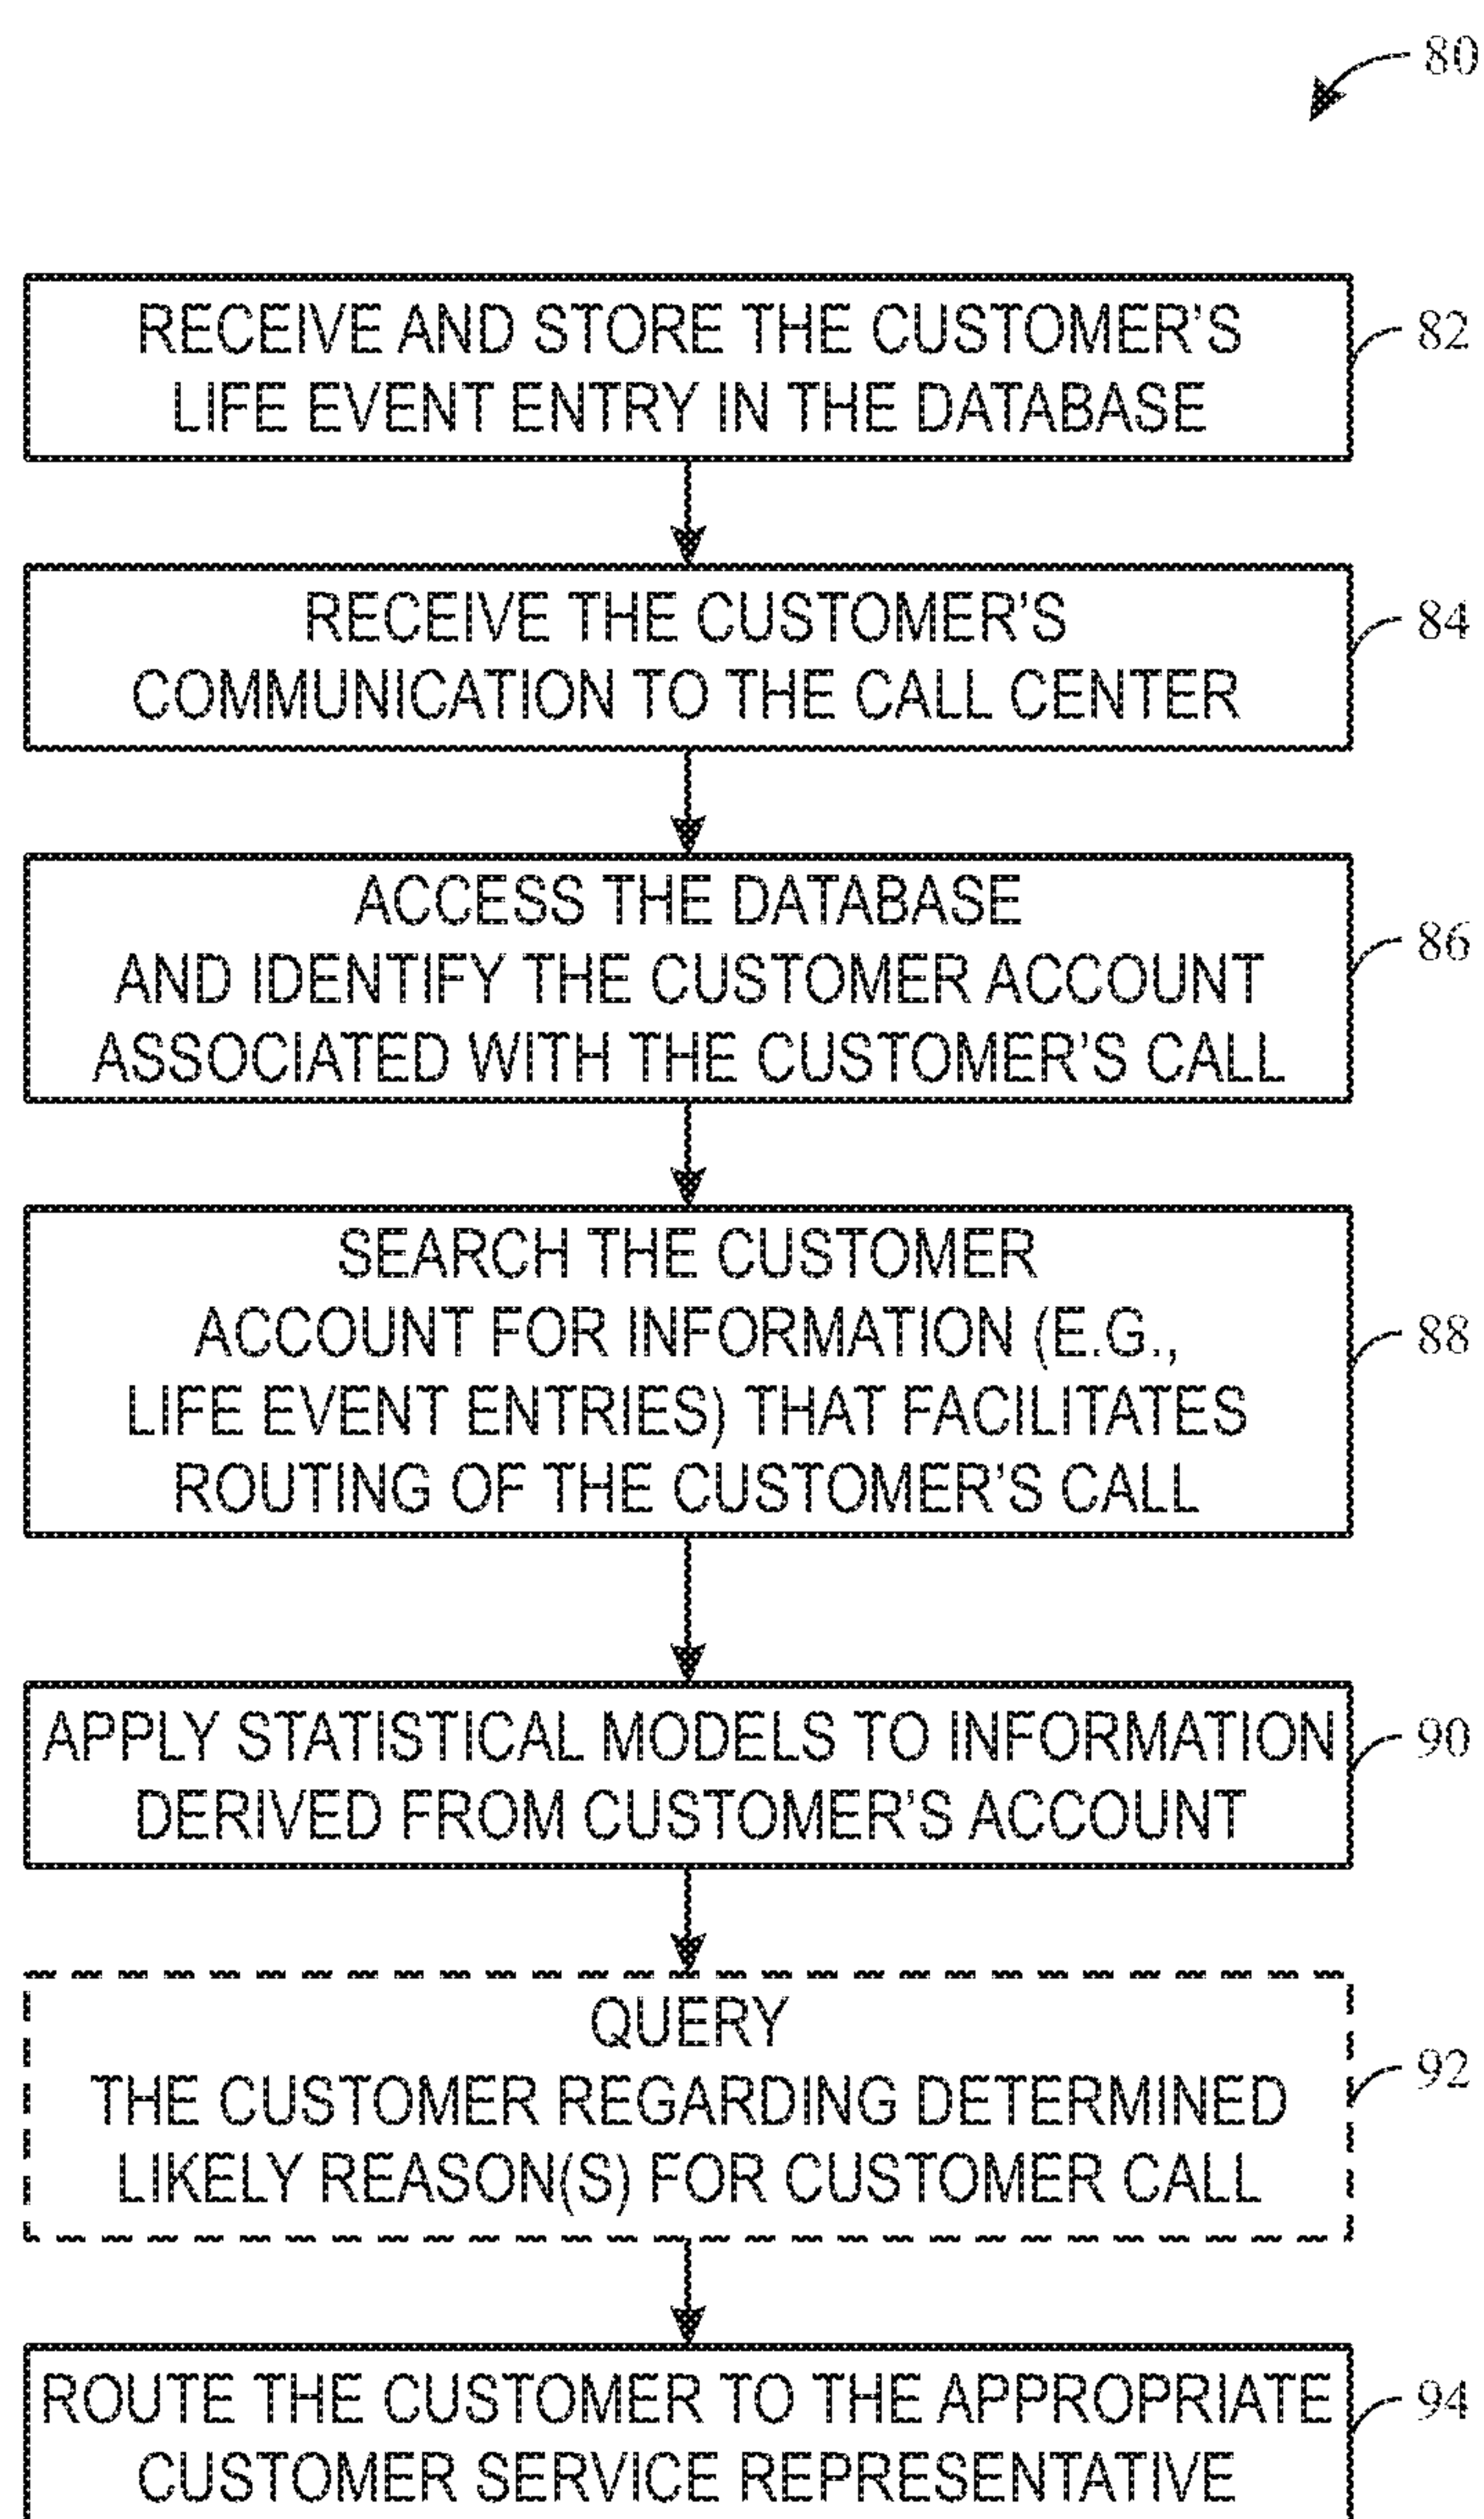 80
RECEIVE AND STORE THE CUSTOMER'S
LIFE EVENT ENTRY IN THE DATABASE
82
RECEIVE THE CUSTOMER'S
COMMUNICATION TO THE CALL CENTER
84
ACCESS THE DATABASE
AND IDENTIFY THE CUSTOMER ACCOUNT
ASSOCIATED WITH THE CUSTOMER'S CALL
86
SEARCH THE CUSTOMER
ACCOUNT FOR INFORMATION (E.G.,
LIFE EVENT ENTRIES) THAT FACILITATES
ROUTING OF THE CUSTOMER'S CALL
88
APPLY STATISTICAL MODELS TO INFORMATION
DERIVED FROM CUSTOMER'S ACCOUNT
90
QUERY
THE CUSTOMER REGARDING DETERMINED
LIKELY REASON(S) FOR CUSTOMER CALL
92
ROUTE THE CUSTOMER TO THE APPROPRIATE
CUSTOMER SERVICE REPRESENTATIVE
94